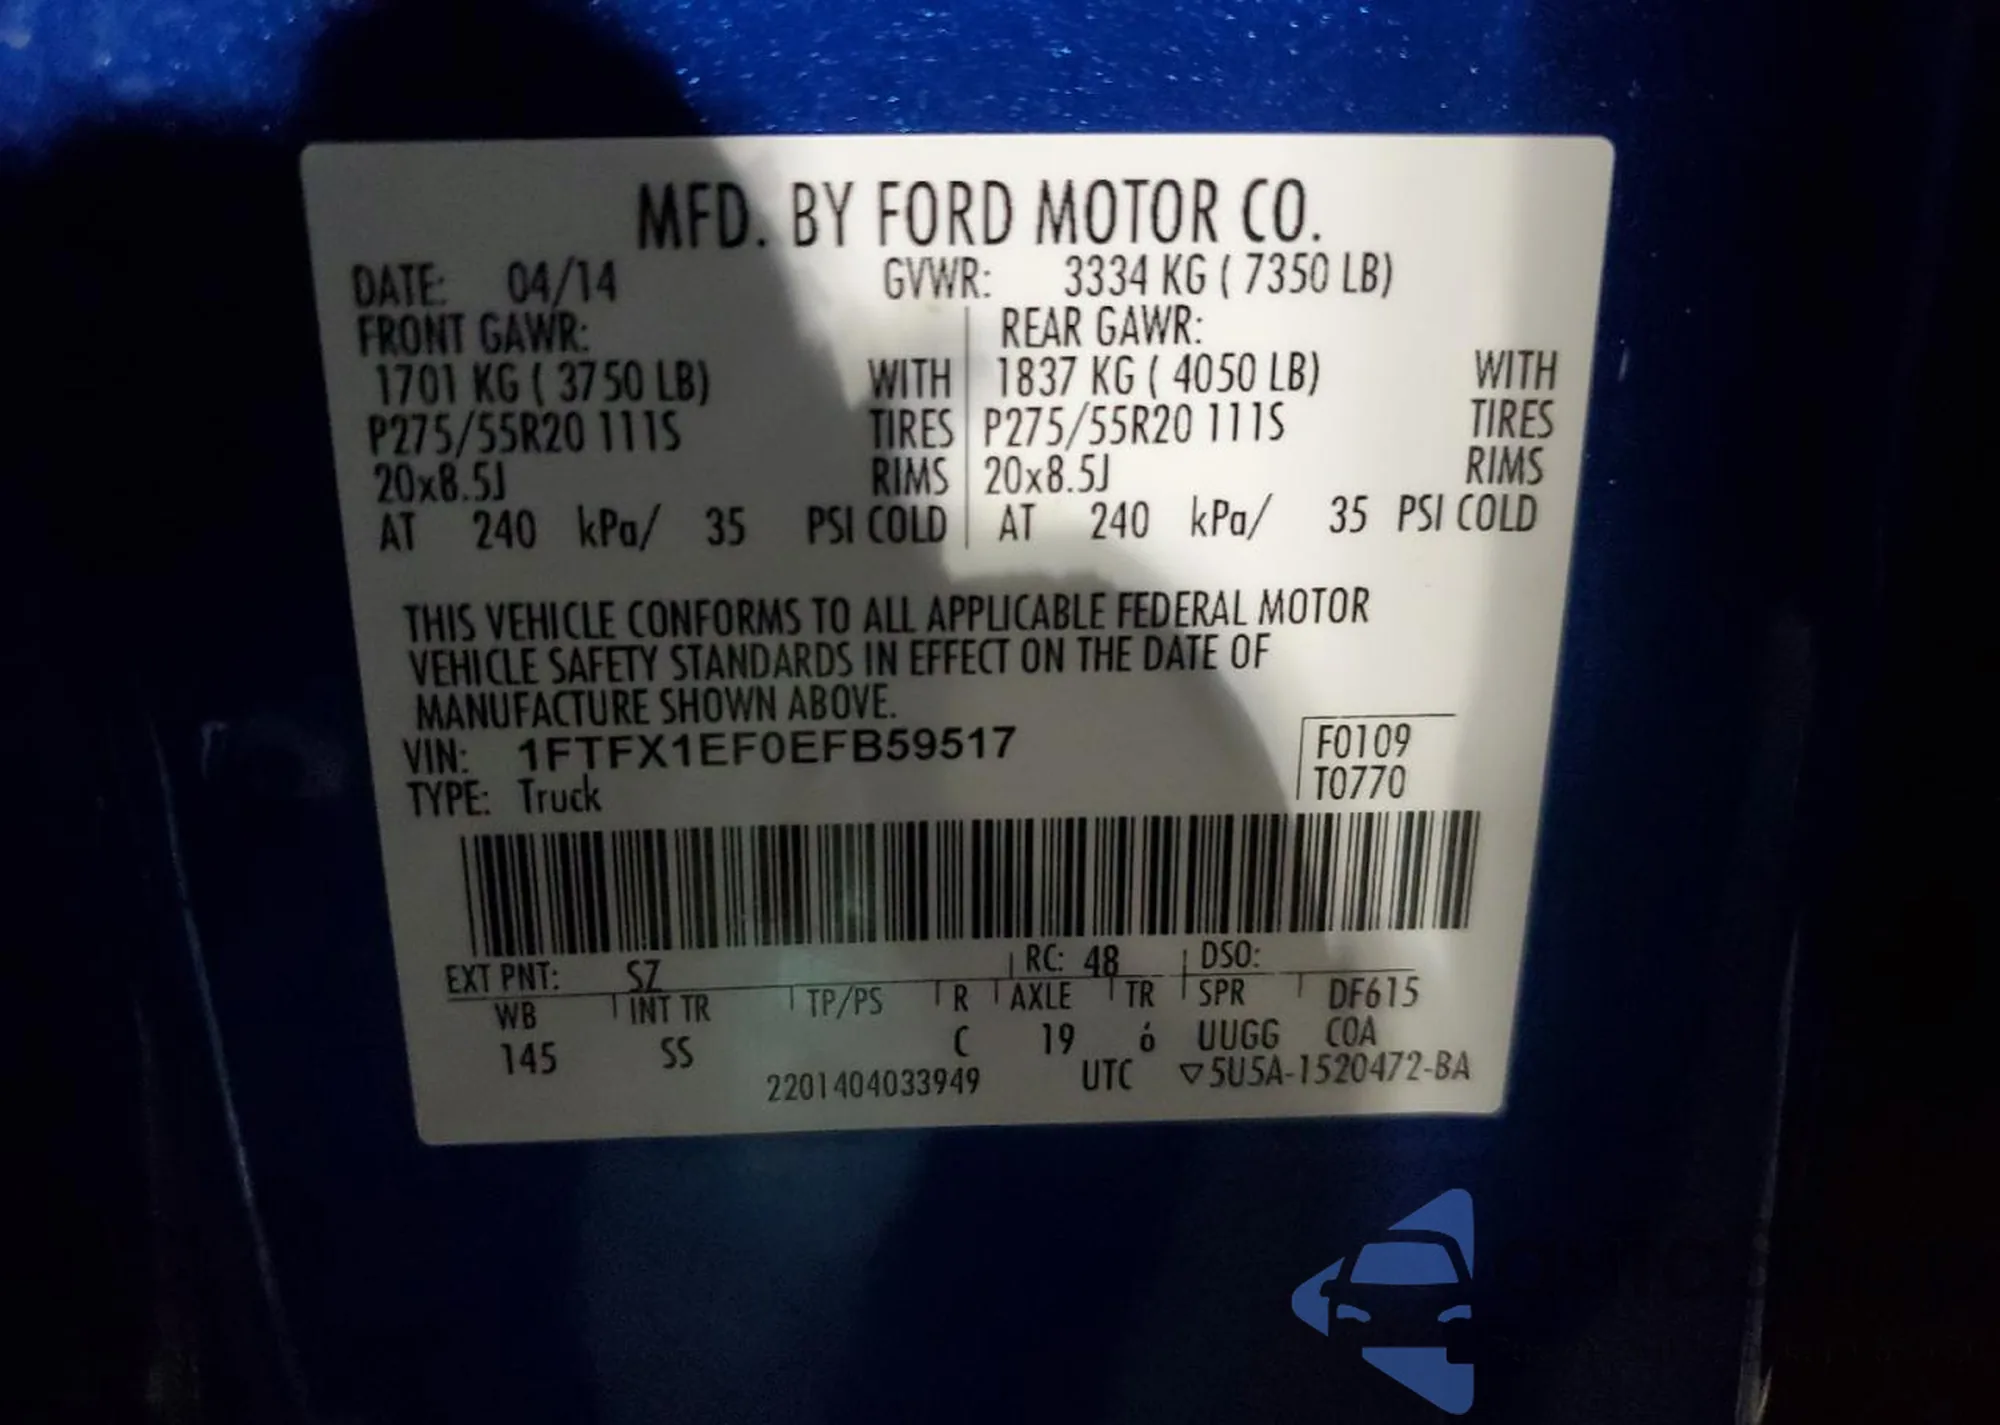 MFD. BY FORD MOTOR CO.
DATE: 04/14 GVWR: 3334 KG ( 7350 LB)
FRONT GAWR: REAR GAWR:
1701 KG ( 3750 LB) WITH 1837 KG ( 4050 LB) WITH
P275/55R20 111S TIRES P275/55R20 111S TIRES
20x8.5J RIMS 20x8.5J RIMS
AT 240 kPa/ 35 PSI COLD AT 240 kPa/ 35 PSI COLD
THIS VEHICLE CONFORMS TO ALL APPLICABLE FEDERAL MOTOR
VEHICLE SAFETY STANDARDS IN EFFECT ON THE DATE OF
MANUFACTURE SHOWN ABOVE.
VIN: 1FTFX1EF0EFB59517 F0109
TYPE: Truck T0770
EXT PNT: SZ RC: 48 DSO:
WB INT TR TP/PS R AXLE TR SPR DF615
145 SS C 19 6 UUGG COA
2201404033949 UTC ▽5U5A-1520472-BA